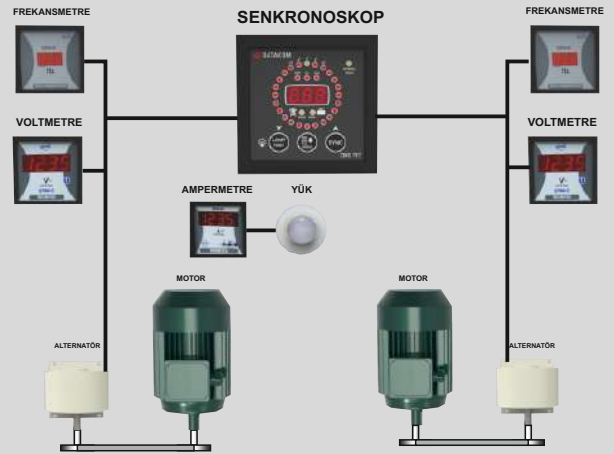 SENKRONOSKOP
FREKANSMETRE
FREKANSMETRE
VOLTMETRE
VOLTMETRE
AMPERMETRE
YÜK
SYNC
MOTOR
MOTOR
ALTERNATÖR
ALTERNATÖR